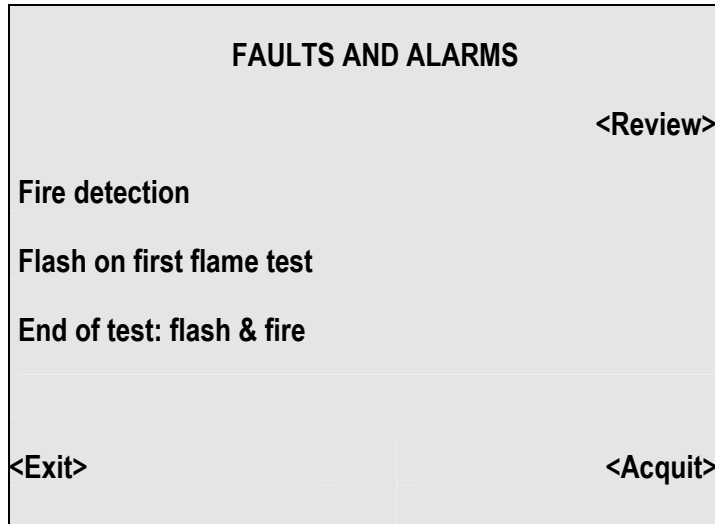 FAULTS AND ALARMS
<Review>
Fire detection
Flash on first flame test
End of test: flash & fire
<Exit> <Acquit>